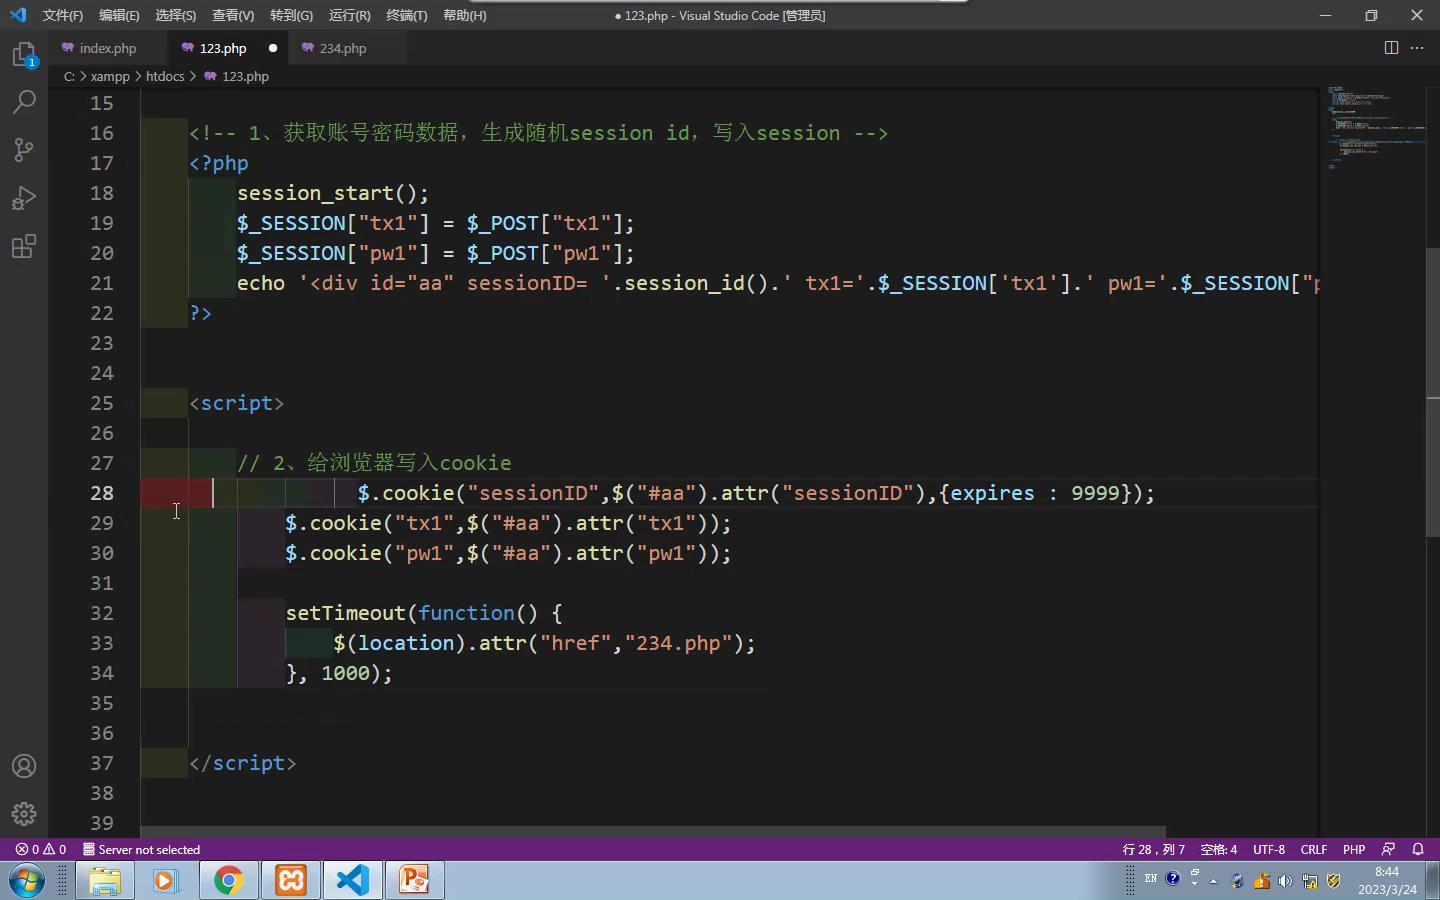 文件(F) 编辑(E) 选择(S) 查看(V) 转到(G) 运行(R) 终端(T) 帮助(H) ● 123.php - Visual Studio Code [管理员]
index.php 123.php ● 234.php
C: > xampp > htdocs > 123.php
1
15
16 <!-- 1、获取账号密码数据，生成随机session id，写入session -->
17 <?php
18 session_start();
19 $_SESSION["tx1"] = $_POST["tx1"];
20 $_SESSION["pw1"] = $_POST["pw1"];
21 echo '<div id="aa" sessionID= '.session_id().' tx1='.$_SESSION['tx1'].' pw1='.$_SESSION["p
22 ?>
23
24
25 <script>
26
27 // 2、给浏览器写入cookie
28 $.cookie("sessionID",$("#aa").attr("sessionID"),{expires : 9999});
29 $.cookie("tx1",$("#aa").attr("tx1"));
30 $.cookie("pw1",$("#aa").attr("pw1"));
31
32 setTimeout(function() {
33 $(location).attr("href","234.php");
34 }, 1000);
35
36
37 </script>
38
39
0 0 Server not selected 行 28，列 7 空格: 4 UTF-8 CRLF PHP
EN 8:44
2023/3/24